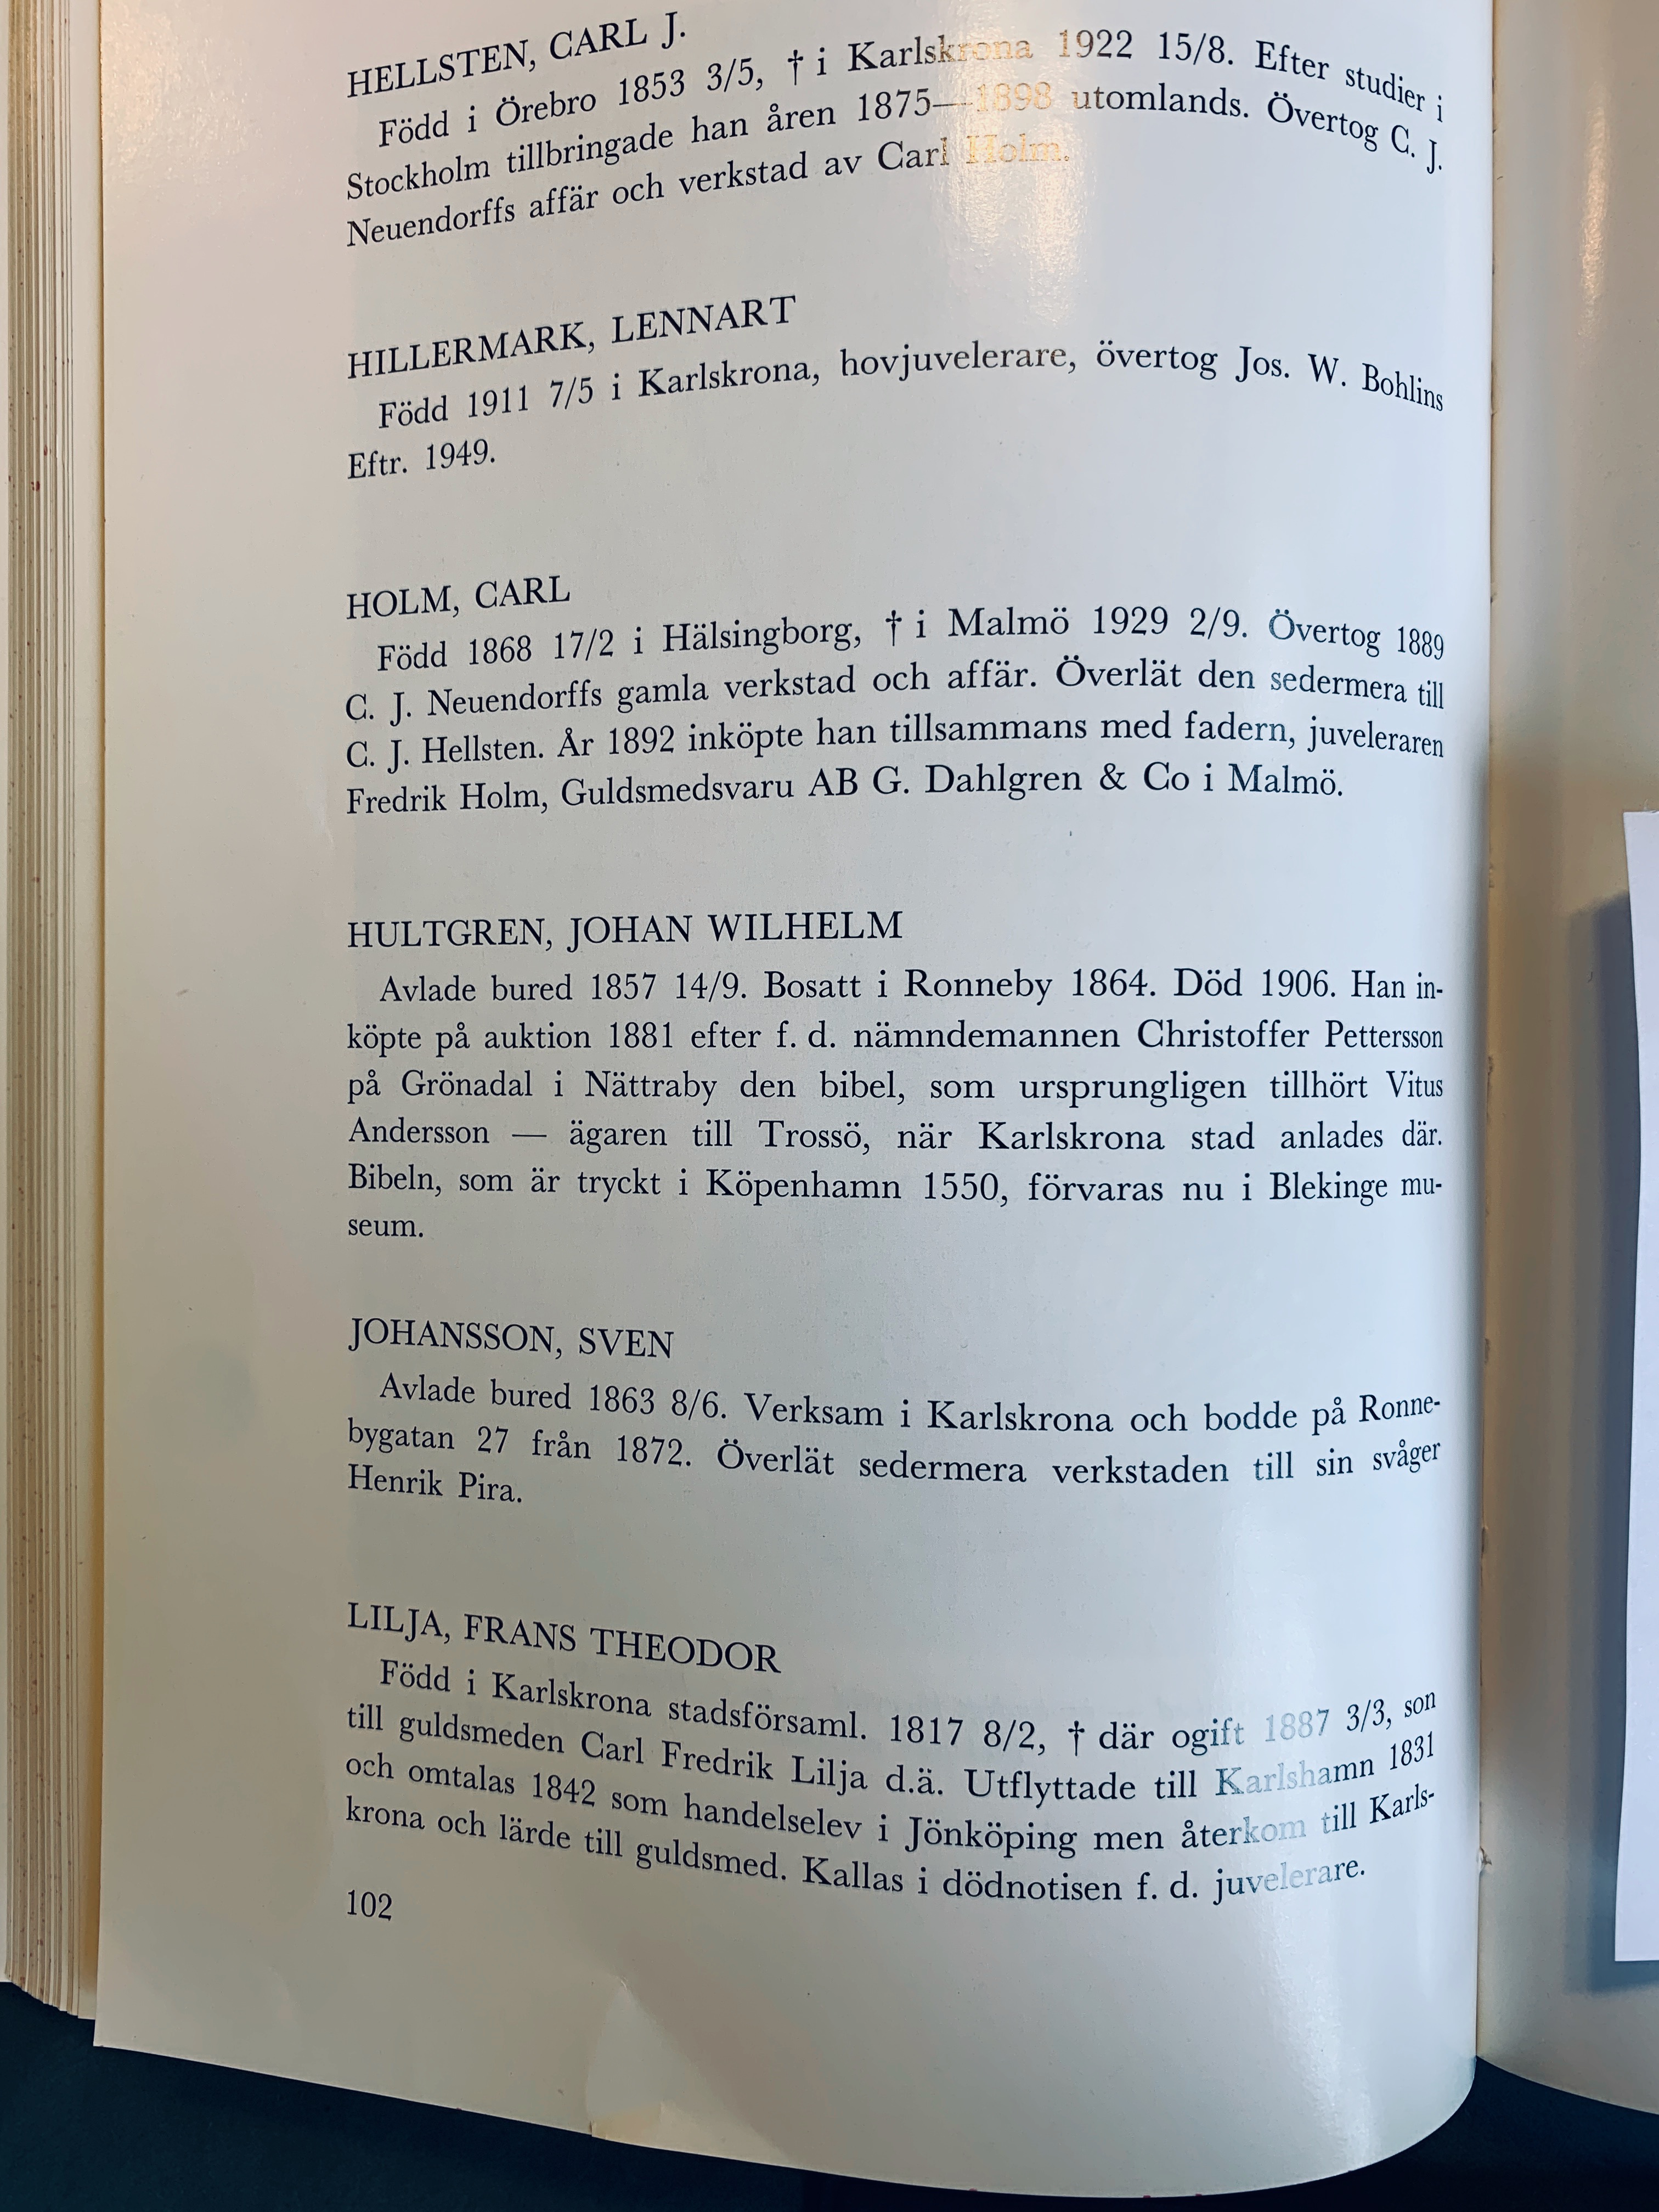 HELLSTEN, CARL J.
Född i Örebro 1853 3/5, † i Karlskrona 1922 15/8. Efter studier i
Stockholm tillbringade han åren 1875—1898 utomlands. Övertog C. J.
Neuendorffs affär och verkstad av Carl Holm.
HILLERMARK, LENNART
Född 1911 7/5 i Karlskrona, hovjuvelerare, övertog Jos. W. Bohlins
Eftr. 1949.
HOLM, CARL
Född 1868 17/2 i Hälsingborg, † i Malmö 1929 2/9. Övertog 1889
C. J. Neuendorffs gamla verkstad och affär. Överlät den sedermera till
C. J. Hellsten. År 1892 inköpte han tillsammans med fadern, juveleraren
Fredrik Holm, Guldsmedsvaru AB G. Dahlgren & Co i Malmö.
HULTGREN, JOHAN WILHELM
Avlade bured 1857 14/9. Bosatt i Ronneby 1864. Död 1906. Han in-
köpte på auktion 1881 efter f. d. nämndemannen Christoffer Pettersson
på Grönadal i Nättraby den bibel, som ursprungligen tillhört Vitus
Andersson — ägaren till Trossö, när Karlskrona stad anlades där.
Bibeln, som är tryckt i Köpenhamn 1550, förvaras nu i Blekinge mu-
seum.
JOHANSSON, SVEN
Avlade bured 1863 8/6. Verksam i Karlskrona och bodde på Ronne-
bygatan 27 från 1872. Överlät sedermera verkstaden till sin svåger
Henrik Pira.
LILJA, FRANS THEODOR
Född i Karlskrona stadsförsaml. 1817 8/2, † där ogift 1887 3/3, son
till guldsmeden Carl Fredrik Lilja d.ä. Utflyttade till Karlshamn 1831
och omtalas 1842 som handelselev i Jönköping men återkom till Karls-
krona och lärde till guldsmed. Kallas i dödnotisen f. d. juvelerare.
102